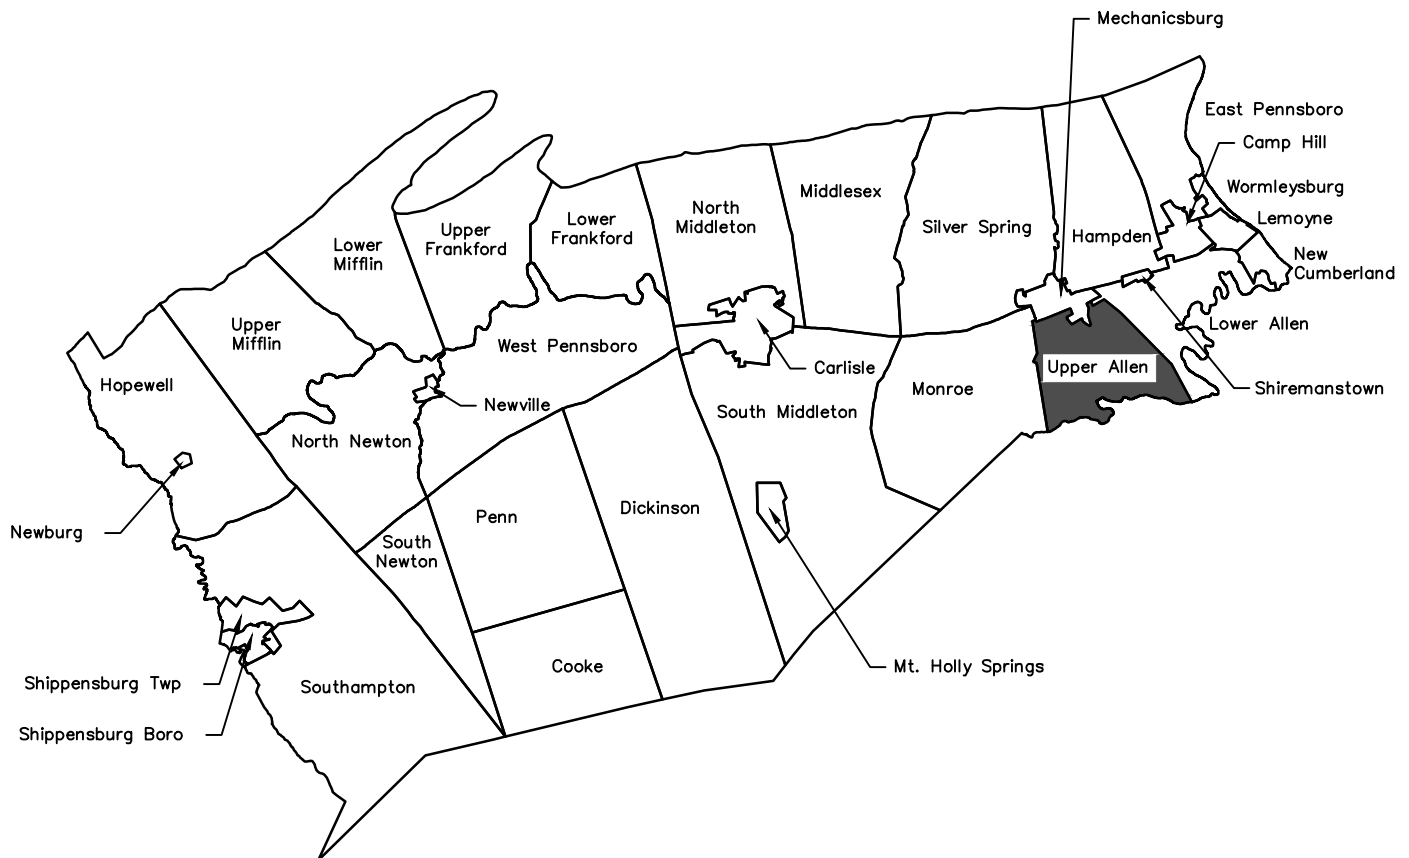 Mechanicsburg
East Pennsboro
Camp Hill
Wormleysburg
Lemoyne
New
Cumberland
Middlesex
North
Middleton
Lower
Frankford
Upper
Frankford
Lower
Mifflin
Silver Spring
Hampden
Upper
Mifflin
Lower Allen
West Pennsboro
Carlisle
Upper Allen
Shiremanstown
Hopewell
Newville
South Middleton
Monroe
North Newton
Newburg
Penn
Dickinson
South
Newton
Cooke
Mt. Holly Springs
Shippensburg Twp
Southampton
Shippensburg Boro